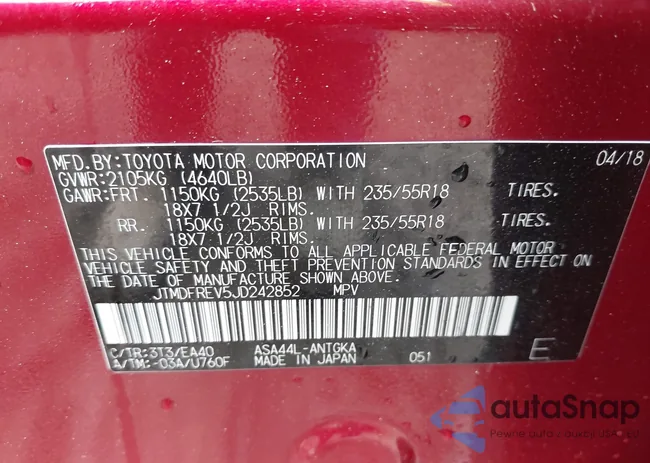 MFD.BY:TOYOTA MOTOR CORPORATION 04/18
GVWR:2105KG (4640LB)
GAWR:FRT. 1150KG (2535LB) WITH 235/55R18 TIRES.
18X7 1/2J RIMS.
RR. 1150KG (2535LB) WITH 235/55R18 TIRES.
18X7 1/2J RIMS.
THIS VEHICLE CONFORMS TO ALL APPLICABLE FEDERAL MOTOR
VEHICLE SAFETY AND THEFT PREVENTION STANDARDS IN EFFECT ON
THE DATE OF MANUFACTURE SHOWN ABOVE.
JTMDFREV5JD242852 MPV
C/TR:3T3/EA40 ASA44L-ANTGKA
A/TM:-03A/U760F MADE IN JAPAN 051 E
autaSnap
Pewne auta